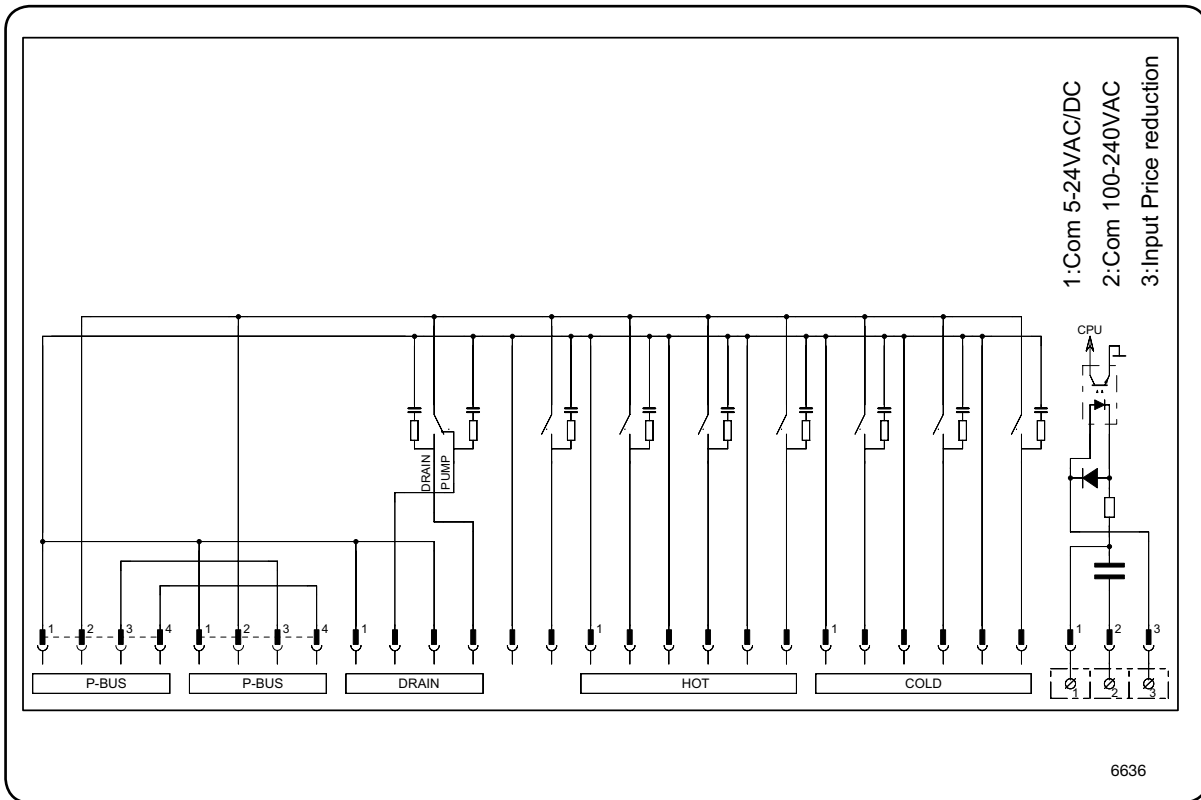 1:Com 5-24VAC/DC
2:Com 100-240VAC
3:Input Price reduction
CPU
DRAIN
PUMP
1 2 3 4 1 2 3 4 1 1 1 1 2 3
P-BUS P-BUS DRAIN HOT COLD 1 2 3
6636